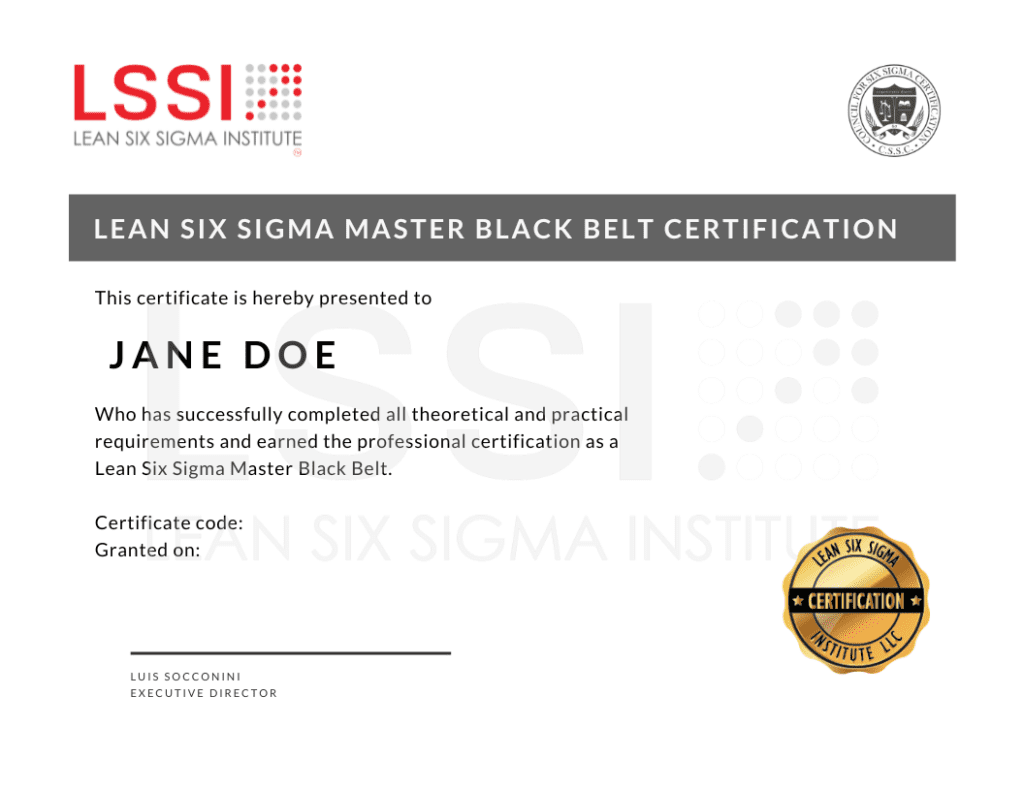 LSSI
LEAN SIX SIGMA INSTITUTE
COUNCIL FOR SIX SIGMA CERTIFICATION
• C.S.S.C. •
LEAN SIX SIGMA MASTER BLACK BELT CERTIFICATION
This certificate is hereby presented to
JANE DOE
Who has successfully completed all theoretical and practical
requirements and earned the professional certification as a
Lean Six Sigma Master Black Belt.
Certificate code:
Granted on:
LSSI
LEAN SIX SIGMA INSTITUTE
LEAN SIX SIGMA
CERTIFICATION
INSTITUTE LLC
LUIS SOCCONINI
EXECUTIVE DIRECTOR